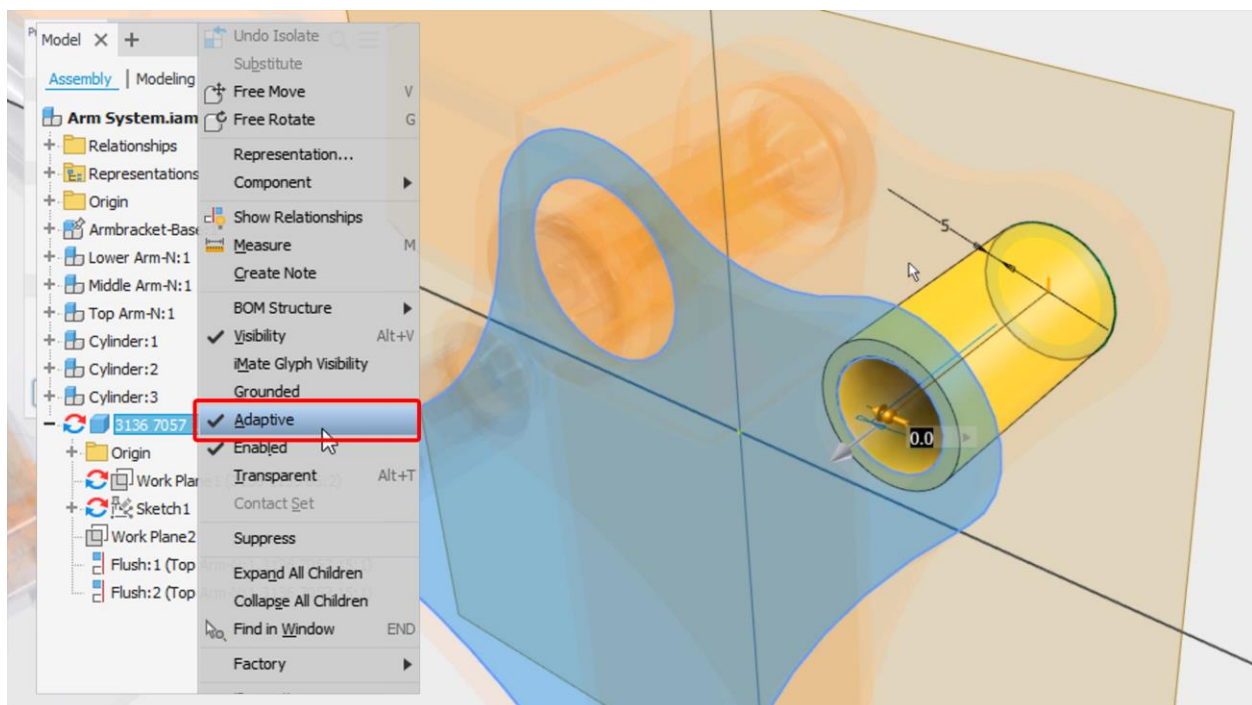 Model
Assembly | Modeling
Arm System.iam
Relationships
Representations
Origin
Armbracket-Base
Lower Arm-N:1
Middle Arm-N:1
Top Arm-N:1
Cylinder:1
Cylinder:2
Cylinder:3
3136 7057
Origin
Work Plane1
Sketch1
Work Plane2
Flush:1 (Top
Flush:2 (Top
Undo Isolate
Substitute
Free Move V
Free Rotate G
Representation...
Component
Show Relationships
Measure M
Create Note
BOM Structure
Visibility Alt+V
iMate Glyph Visibility
Grounded
Adaptive
Enabled
Transparent Alt+T
Contact Set
Suppress
Expand All Children
Collapse All Children
Find in Window END
Factory
5
0.0